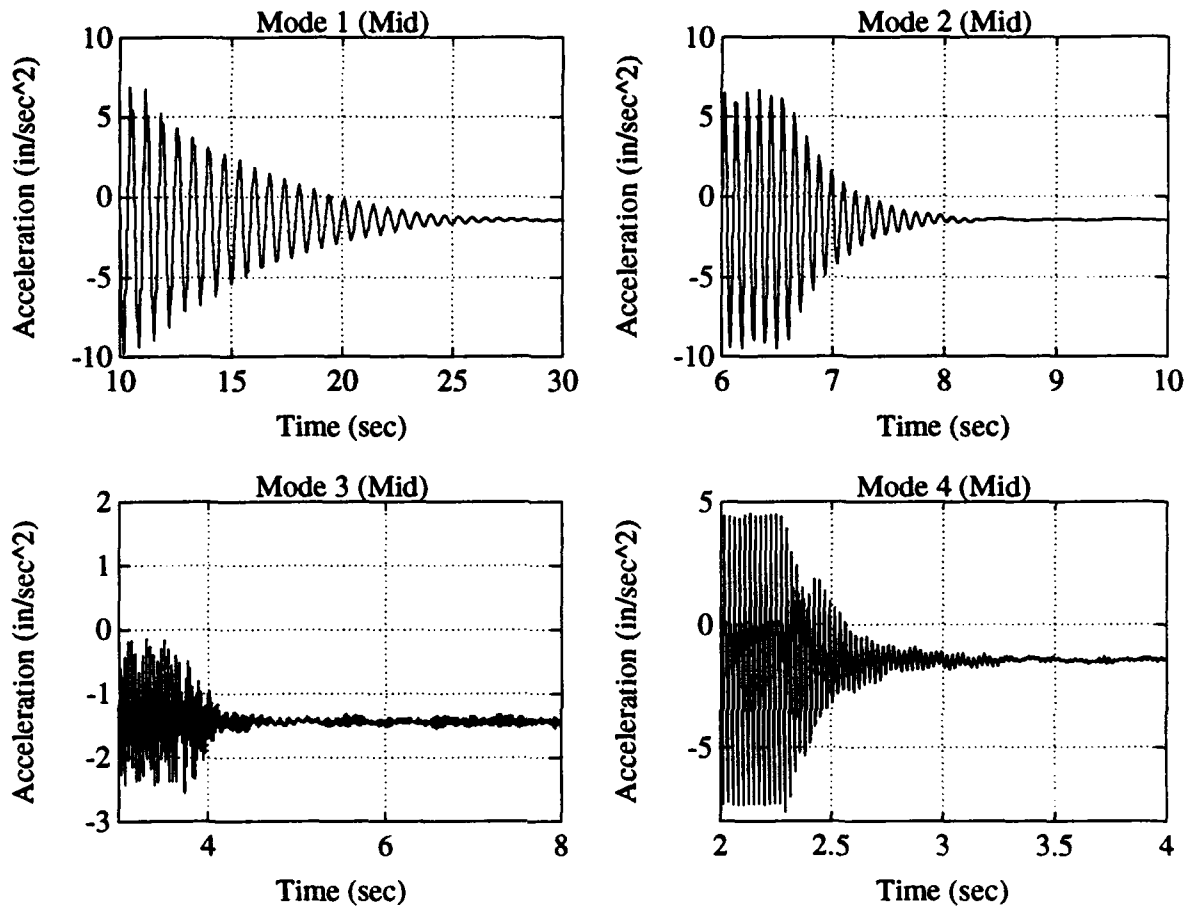 Mode 1 (Mid)
Acceleration (in/sec^2)
10
5
0
-5
-10
10 15 20 25 30
Time (sec)
Mode 2 (Mid)
Acceleration (in/sec^2)
10
5
0
-5
-10
6 7 8 9 10
Time (sec)
Mode 3 (Mid)
Acceleration (in/sec^2)
2
1
0
-1
-2
-3
4 6 8
Time (sec)
Mode 4 (Mid)
Acceleration (in/sec^2)
5
0
-5
2 2.5 3 3.5 4
Time (sec)